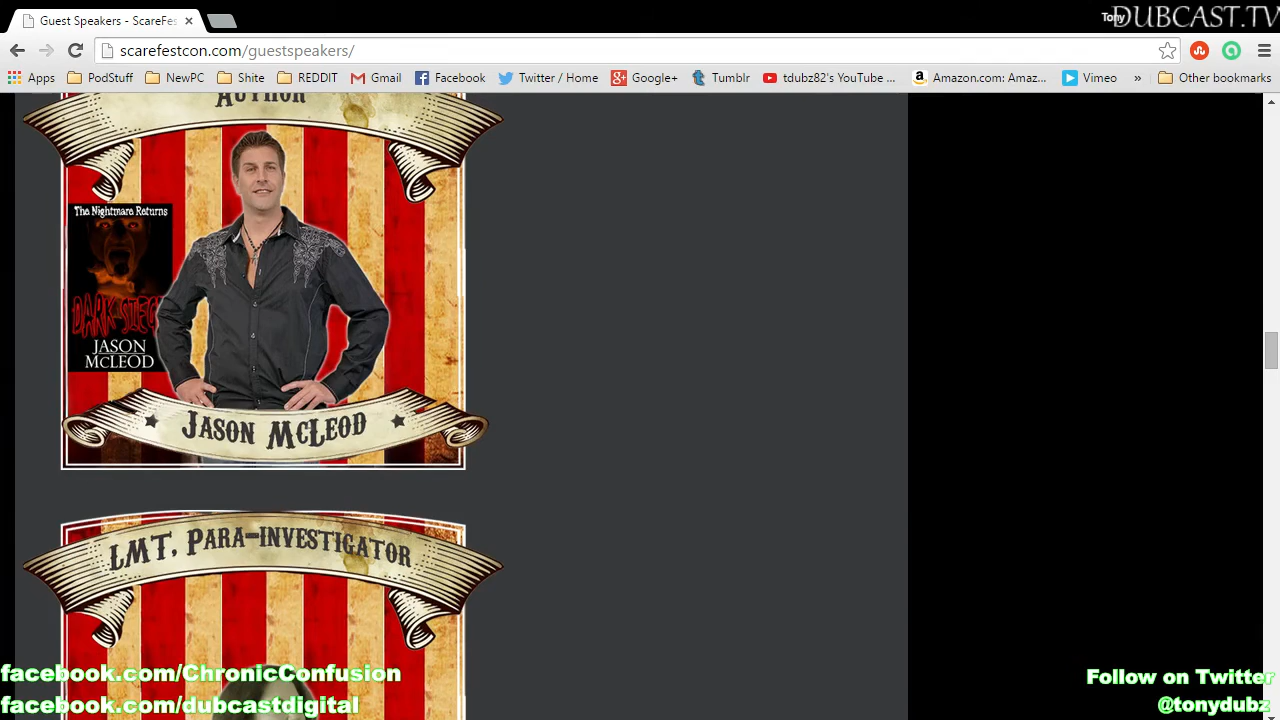 Guest Speakers - ScareFes
Tony
DUBCAST.TV
scarefestcon.com/guestspeakers/
Apps
PodStuff
NewPC
Shite
REDDIT
Gmail
Facebook
Twitter / Home
Google+
Tumblr
tdubz82's YouTube ...
Amazon.com: Amaz...
Vimeo
»
Other bookmarks
AUTHOR
The Nightmare Returns
DARK SIEG
JASON
McLEOD
JASON McLEOD
LMT, PARA-INVESTIGATOR
facebook.com/ChronicConfusion
facebook.com/dubcastdigital
Follow on Twitter
@tonydubz